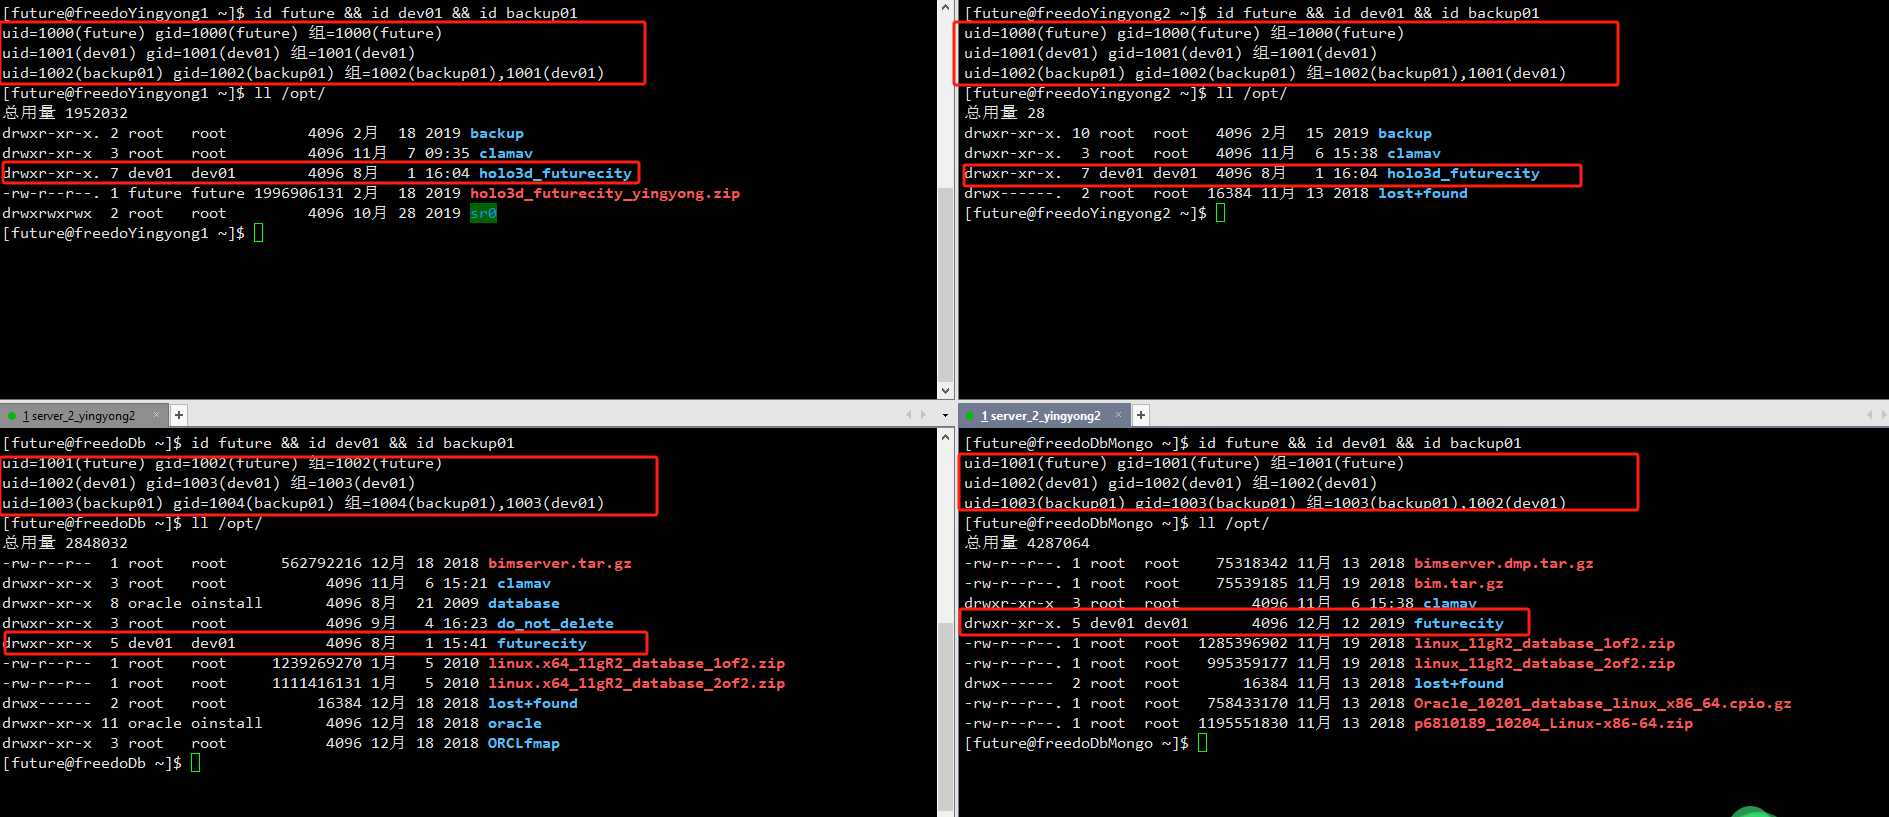 [future@freedoYingyong1 ~]$ id future && id dev01 && id backup01
uid=1000(future) gid=1000(future) 组=1000(future)
uid=1001(dev01) gid=1001(dev01) 组=1001(dev01)
uid=1002(backup01) gid=1002(backup01) 组=1002(backup01),1001(dev01)
[future@freedoYingyong1 ~]$ ll /opt/
总用量 1952032
drwxr-xr-x. 2 root   root         4096 2月  18 2019 backup
drwxr-xr-x  3 root   root         4096 11月  7 09:35 clamav
drwxr-xr-x. 7 dev01  dev01        4096 8月   1 16:04 holo3d_futurecity
-rw-r--r--. 1 future future 1996906131 2月  18 2019 holo3d_futurecity_yingyong.zip
drwxrwxrwx  2 root   root         4096 10月 28 2019 sr0
[future@freedoYingyong1 ~]$
[future@freedoYingyong2 ~]$ id future && id dev01 && id backup01
uid=1000(future) gid=1000(future) 组=1000(future)
uid=1001(dev01) gid=1001(dev01) 组=1001(dev01)
uid=1002(backup01) gid=1002(backup01) 组=1002(backup01),1001(dev01)
[future@freedoYingyong2 ~]$ ll /opt/
总用量 28
drwxr-xr-x. 10 root  root   4096 2月  15 2019 backup
drwxr-xr-x.  3 root  root   4096 11月  6 15:38 clamav
drwxr-xr-x.  7 dev01 dev01  4096 8月   1 16:04 holo3d_futurecity
drwx------.  2 root  root  16384 11月 13 2018 lost+found
[future@freedoYingyong2 ~]$
1 server_2_yingyong2 × +
[future@freedoDb ~]$ id future && id dev01 && id backup01
uid=1001(future) gid=1002(future) 组=1002(future)
uid=1002(dev01) gid=1003(dev01) 组=1003(dev01)
uid=1003(backup01) gid=1004(backup01) 组=1004(backup01),1003(dev01)
[future@freedoDb ~]$ ll /opt/
总用量 2848032
-rw-r--r--  1 root   root      562792216 12月 18 2018 bimserver.tar.gz
drwxr-xr-x  3 root   root           4096 11月  6 15:21 clamav
drwxr-xr-x  8 oracle oinstall       4096 8月  21 2009 database
drwxr-xr-x  3 root   root           4096 9月   4 16:23 do_not_delete
drwxr-xr-x  5 dev01  dev01          4096 8月   1 15:41 futurecity
-rw-r--r--  1 root   root     1239269270 1月   5 2010 linux.x64_11gR2_database_1of2.zip
-rw-r--r--  1 root   root     1111416131 1月   5 2010 linux.x64_11gR2_database_2of2.zip
drwx------  2 root   root          16384 12月 18 2018 lost+found
drwxr-xr-x 11 oracle oinstall       4096 12月 18 2018 oracle
drwxr-xr-x  3 root   root           4096 12月 18 2018 ORCLfmap
[future@freedoDb ~]$
1 server_2_yingyong2 × +
[future@freedoDbMongo ~]$ id future && id dev01 && id backup01
uid=1001(future) gid=1001(future) 组=1001(future)
uid=1002(dev01) gid=1002(dev01) 组=1002(dev01)
uid=1003(backup01) gid=1003(backup01) 组=1003(backup01),1002(dev01)
[future@freedoDbMongo ~]$ ll /opt/
总用量 4287064
-rw-r--r--. 1 root  root    75318342 11月 13 2018 bimserver.dmp.tar.gz
-rw-r--r--. 1 root  root    75539185 11月 19 2018 bim.tar.gz
drwxr-xr-x  3 root  root        4096 11月  6 15:38 clamav
drwxr-xr-x. 5 dev01 dev01       4096 12月 12 2019 futurecity
-rw-r--r--. 1 root  root  1285396902 11月 19 2018 linux_11gR2_database_1of2.zip
-rw-r--r--. 1 root  root   995359177 11月 19 2018 linux_11gR2_database_2of2.zip
drwx------  2 root  root       16384 11月 13 2018 lost+found
-rw-r--r--. 1 root  root   758433170 11月 13 2018 Oracle_10201_database_linux_x86_64.cpio.gz
-rw-r--r--. 1 root  root  1195551830 11月 13 2018 p6810189_10204_Linux-x86-64.zip
[future@freedoDbMongo ~]$